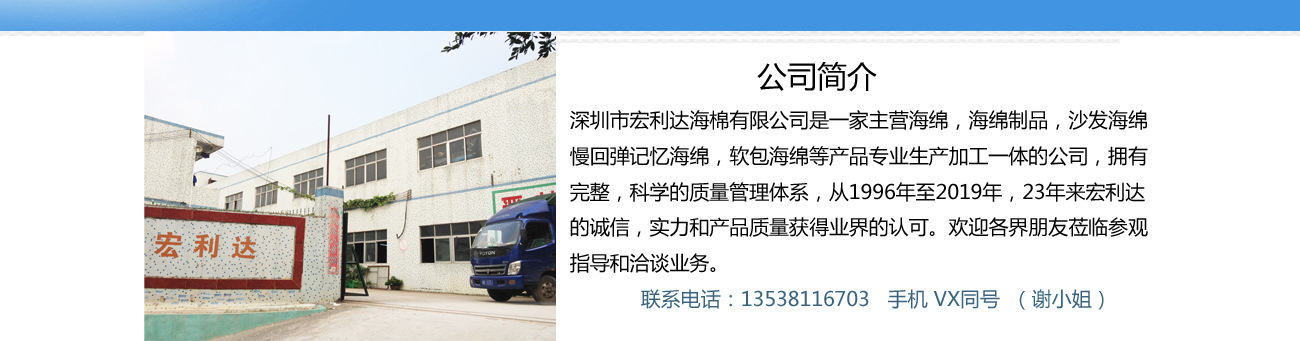 公司简介
深圳市宏利达海棉有限公司是一家主营海绵，海绵制品，沙发海绵
慢回弹记忆海绵，软包海绵等产品专业生产加工一体的公司，拥有
完整，科学的质量管理体系，从1996年至2019年，23年来宏利达
的诚信，实力和产品质量获得业界的认可。欢迎各界朋友莅临参观
指导和洽谈业务。
联系电话：13538116703 手机 VX同号 （谢小姐）
宏利达